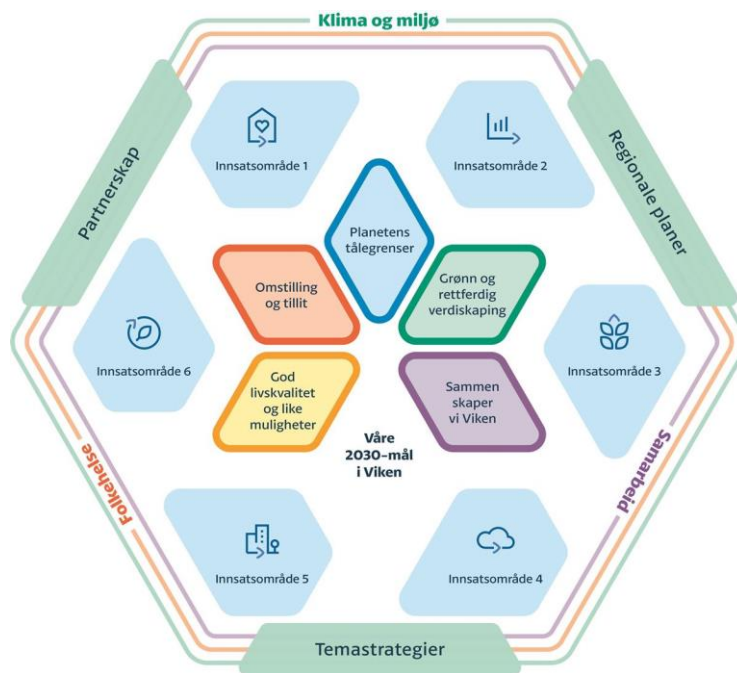 Klima og miljø
Partnerskap
Regionale planer
Innsatsområde 1
Innsatsområde 2
Planetens
tålegrenser
Omstilling
og tillit
Grønn og
rettferdig
verdiskaping
Innsatsområde 6
Innsatsområde 3
God
livskvalitet
og like
muligheter
Sammen
skaper
vi Viken
Våre
2030-mål
i Viken
Folkehelse
Samarbeid
Innsatsområde 5
Innsatsområde 4
Temastrategier